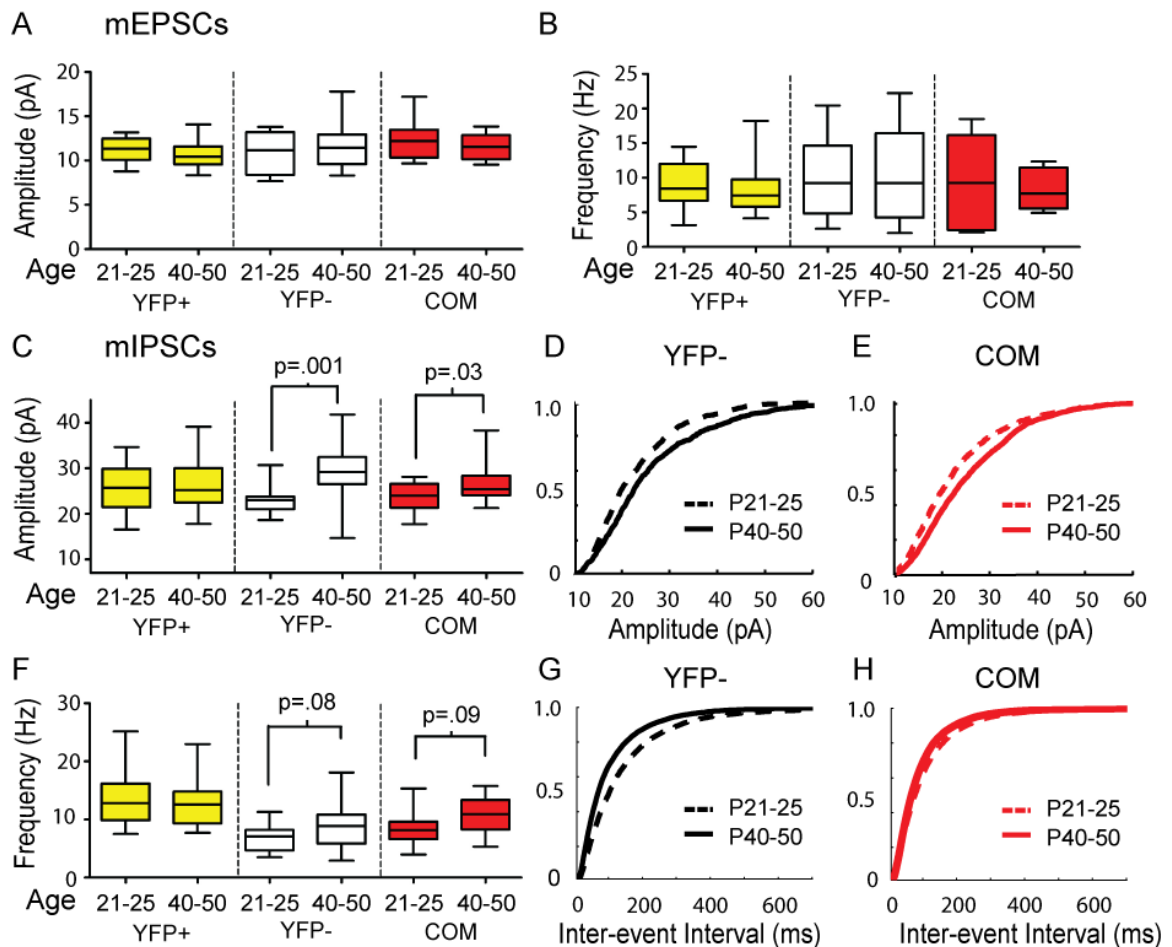 A mEPSCs
Amplitude (pA)
20
15
10
5
0
Age 21-25 40-50 21-25 40-50 21-25 40-50
YFP+ YFP- COM
B
Frequency (Hz)
25
20
15
10
5
0
Age 21-25 40-50 21-25 40-50 21-25 40-50
YFP+ YFP- COM
C mIPSCs
p=.001
p=.03
Amplitude (pA)
40
30
20
10
Age 21-25 40-50 21-25 40-50 21-25 40-50
YFP+ YFP- COM
D YFP-
1.0
0.5
0
P21-25
P40-50
10 20 30 40 50 60
Amplitude (pA)
E COM
1.0
0.5
0
P21-25
P40-50
10 20 30 40 50 60
Amplitude (pA)
F
p=.08
p=.09
Frequency (Hz)
30
20
10
0
Age 21-25 40-50 21-25 40-50 21-25 40-50
YFP+ YFP- COM
G YFP-
1.0
0.5
0
P21-25
P40-50
0 200 400 600
Inter-event Interval (ms)
H COM
1.0
0.5
0
P21-25
P40-50
0 200 400 600
Inter-event Interval (ms)